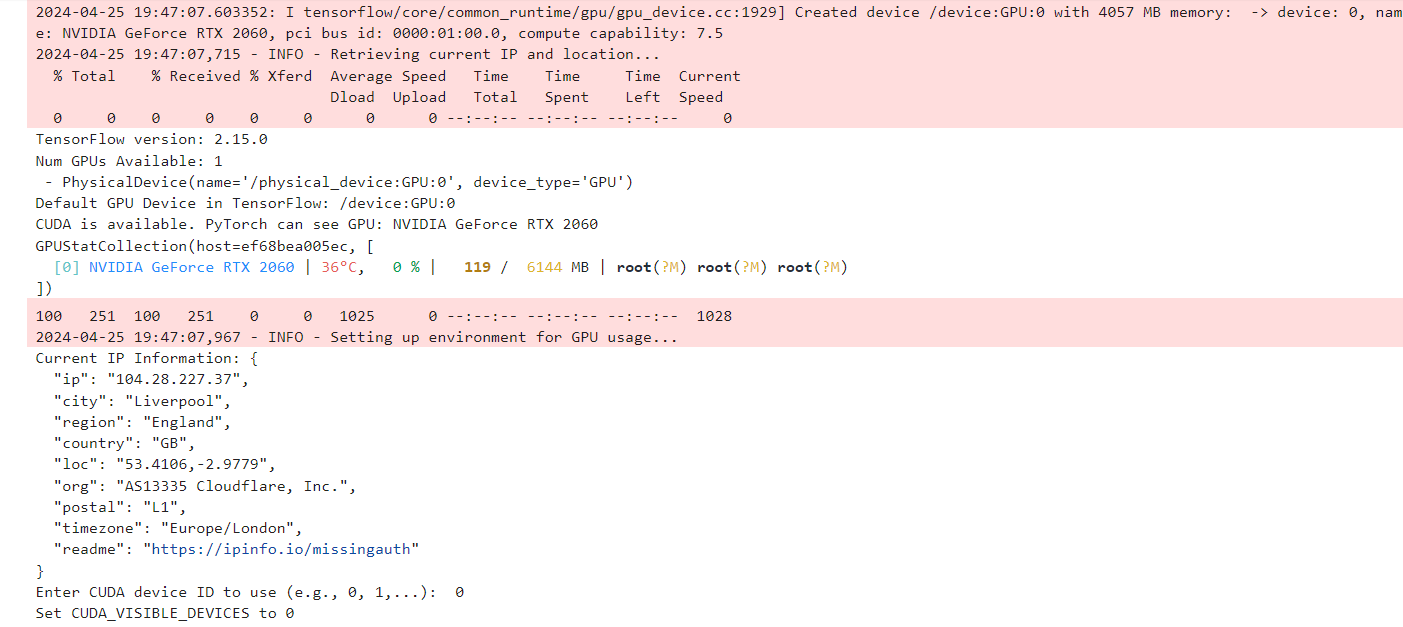 2024-04-25 19:47:07.603352: I tensorflow/core/common_runtime/gpu/gpu_device.cc:1929] Created device /device:GPU:0 with 4057 MB memory:  -> device: 0, nam
e: NVIDIA GeForce RTX 2060, pci bus id: 0000:01:00.0, compute capability: 7.5
2024-04-25 19:47:07,715 - INFO - Retrieving current IP and location...
  % Total    % Received % Xferd  Average Speed   Time    Time     Time  Current
                                 Dload  Upload   Total   Spent    Left  Speed
  0     0    0     0    0     0      0      0 --:--:-- --:--:-- --:--:--     0
TensorFlow version: 2.15.0
Num GPUs Available: 1
 - PhysicalDevice(name='/physical_device:GPU:0', device_type='GPU')
Default GPU Device in TensorFlow: /device:GPU:0
CUDA is available. PyTorch can see GPU: NVIDIA GeForce RTX 2060
GPUStatCollection(host=ef68bea005ec, [
  [0] NVIDIA GeForce RTX 2060 | 36°C,   0 % |   119 /  6144 MB | root(?M) root(?M) root(?M)
])
100   251  100   251    0     0   1025      0 --:--:-- --:--:-- --:--:--  1028
2024-04-25 19:47:07,967 - INFO - Setting up environment for GPU usage...
Current IP Information: {
  "ip": "104.28.227.37",
  "city": "Liverpool",
  "region": "England",
  "country": "GB",
  "loc": "53.4106,-2.9779",
  "org": "AS13335 Cloudflare, Inc.",
  "postal": "L1",
  "timezone": "Europe/London",
  "readme": "https://ipinfo.io/missingauth"
}
Enter CUDA device ID to use (e.g., 0, 1,...):  0
Set CUDA_VISIBLE_DEVICES to 0